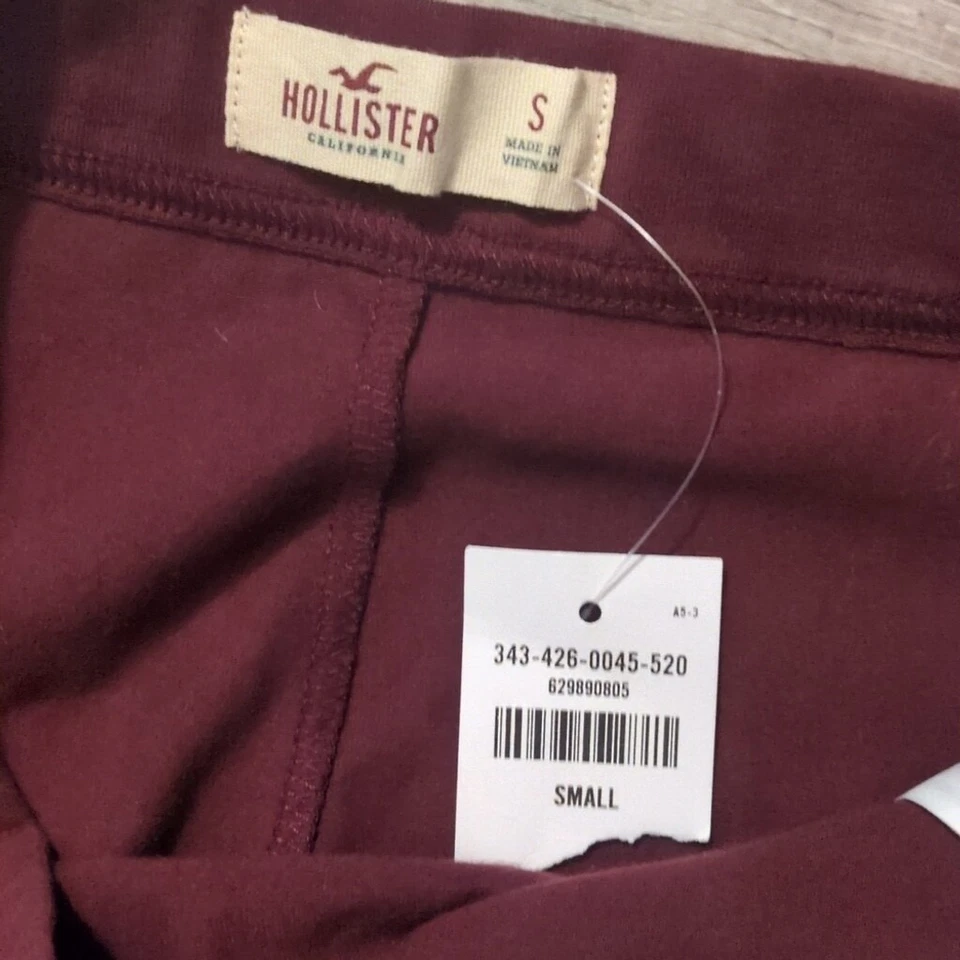 HOLLISTER
CALIFORNIA
S
MADE IN
VIETNAM
A5-3
343-426-0045-520
629890805
SMALL